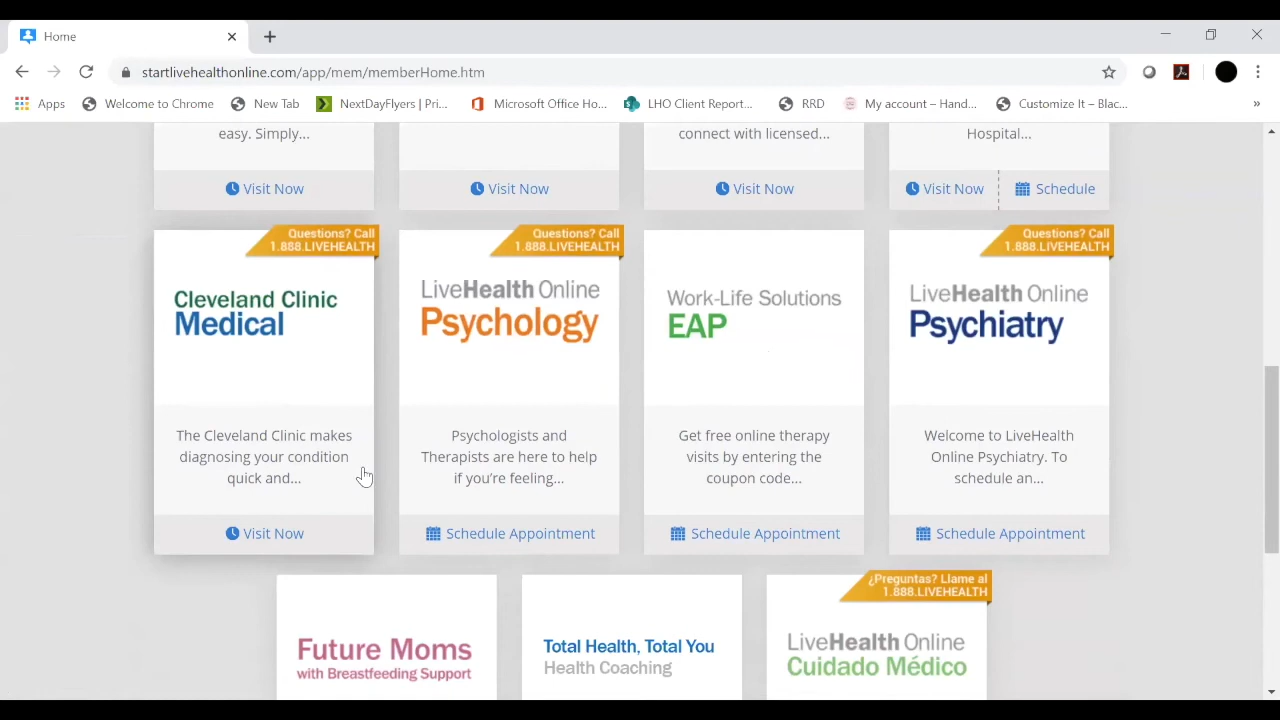 Home
startlivehealthonline.com/app/mem/memberHome.htm
Apps
Welcome to Chrome
New Tab
NextDayFlyers | Pri...
Microsoft Office Ho...
LHO Client Report...
RRD
My account – Hand...
Customize It – Blac...
»
easy. Simply...
connect with licensed...
Hospital...
Visit Now
Visit Now
Visit Now
Visit Now
Schedule
Questions? Call
1.888.LIVEHEALTH
Cleveland Clinic
Medical
The Cleveland Clinic makes
diagnosing your condition
quick and...
Visit Now
Questions? Call
1.888.LIVEHEALTH
LiveHealth Online
Psychology
Psychologists and
Therapists are here to help
if you're feeling...
Schedule Appointment
Work-Life Solutions
EAP
Get free online therapy
visits by entering the
coupon code...
Schedule Appointment
Questions? Call
1.888.LIVEHEALTH
LiveHealth Online
Psychiatry
Welcome to LiveHealth
Online Psychiatry. To
schedule an...
Schedule Appointment
Future Moms
with Breastfeeding Support
Total Health, Total You
Health Coaching
¿Preguntas? Llame al
1.888.LIVEHEALTH
LiveHealth Online
Cuidado Médico